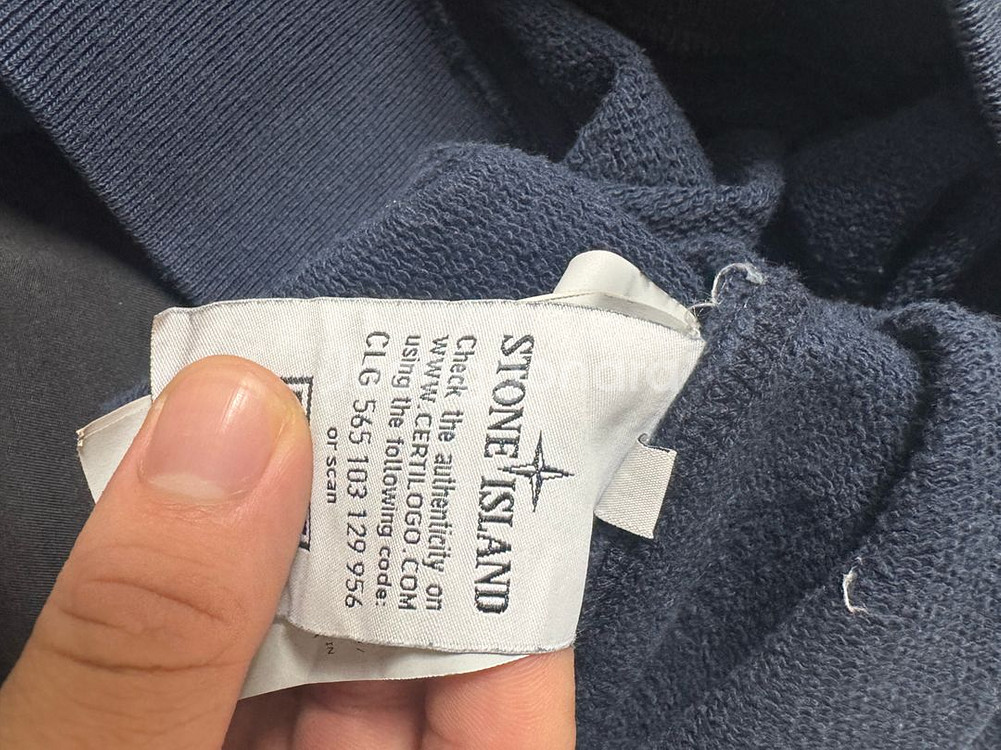 STONE ISLAND
Check the authenticity on
WWW.CERTILOGO.COM
using the following code:
CLG 565 103 129 956
or scan